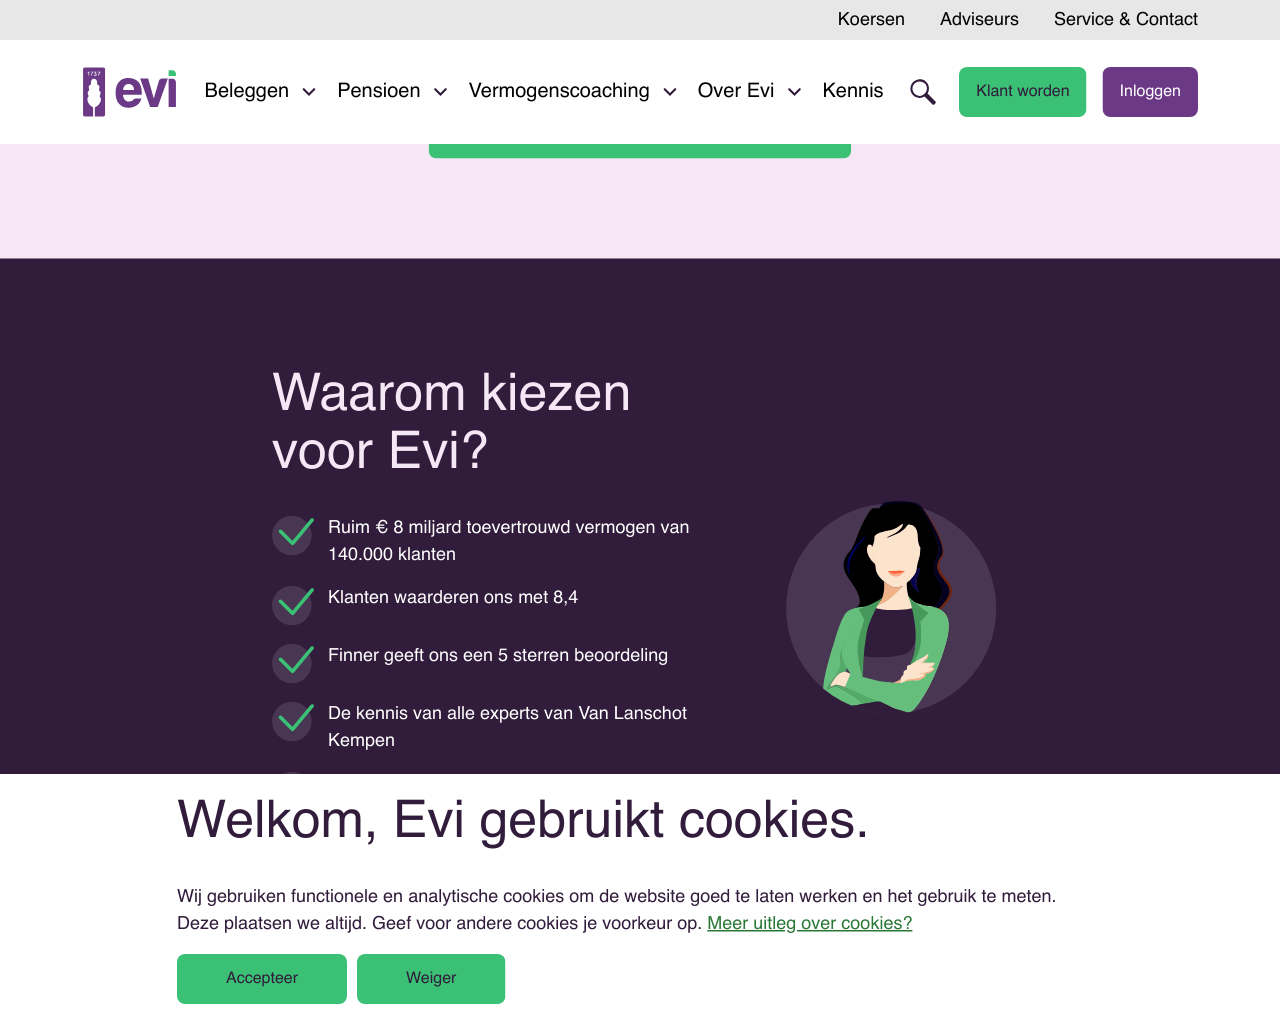 Koersen Adviseurs Service & Contact
1737 evi Beleggen Pensioen Vermogenscoaching Over Evi Kennis Klant worden Inloggen
Waarom kiezen
voor Evi?
Ruim € 8 miljard toevertrouwd vermogen van
140.000 klanten
Klanten waarderen ons met 8,4
Finner geeft ons een 5 sterren beoordeling
De kennis van alle experts van Van Lanschot
Kempen
Welkom, Evi gebruikt cookies.
Wij gebruiken functionele en analytische cookies om de website goed te laten werken en het gebruik te meten.
Deze plaatsen we altijd. Geef voor andere cookies je voorkeur op. Meer uitleg over cookies?
Accepteer Weiger